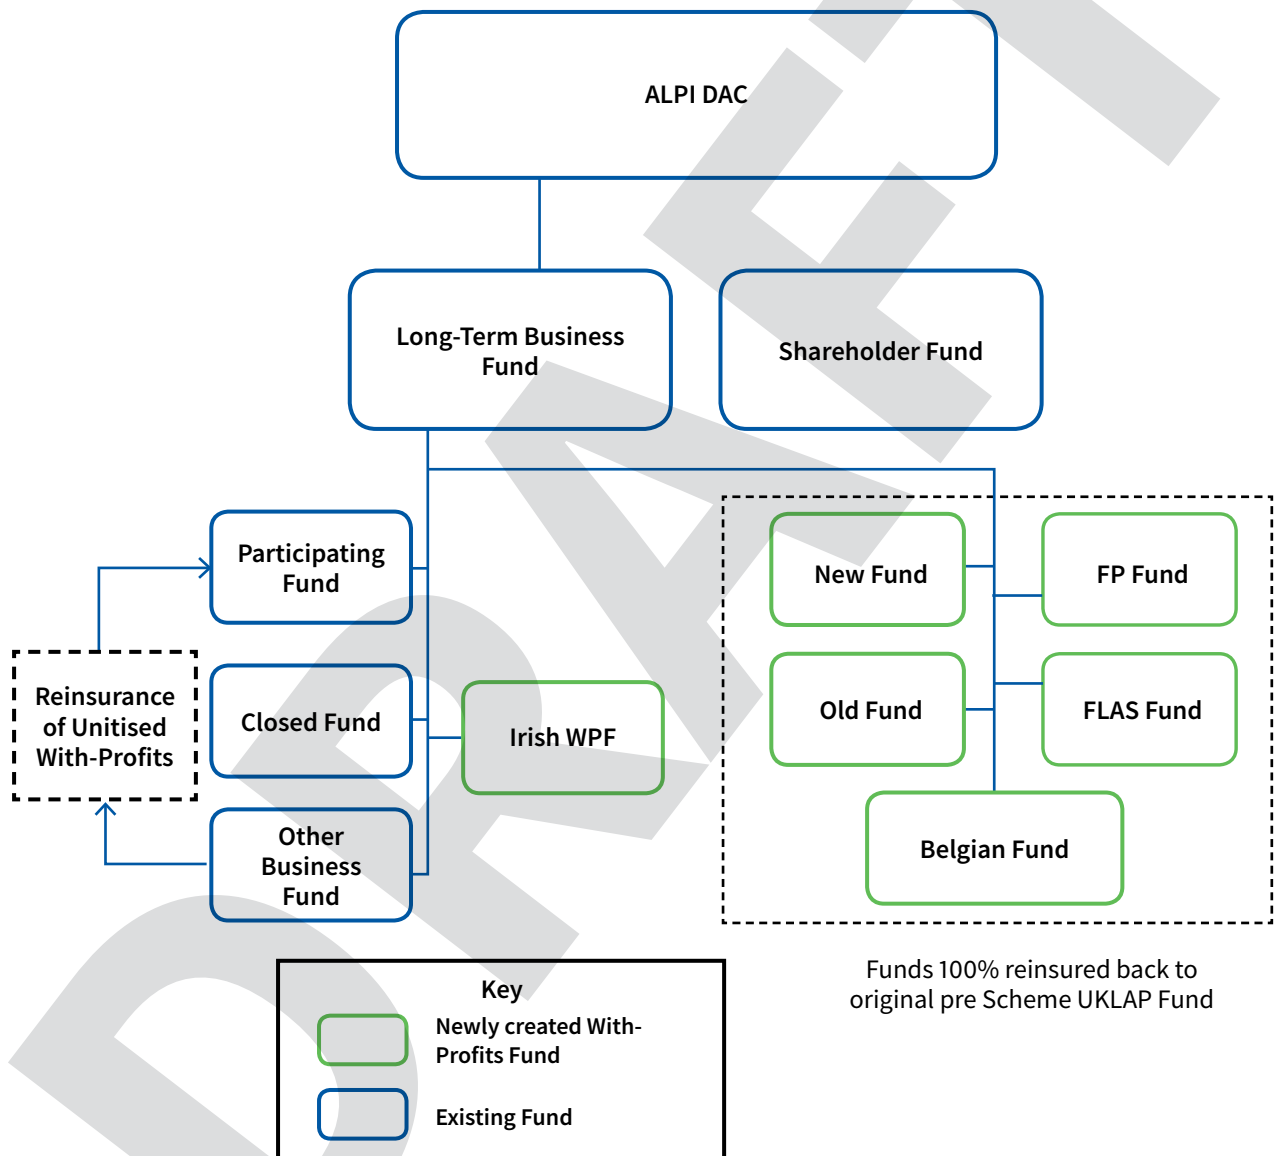 ALPI DAC
Long-Term Business
Fund
Shareholder Fund
Participating
Fund
New Fund
FP Fund
Reinsurance
of Unitised
With-Profits
Closed Fund
Irish WPF
Old Fund
FLAS Fund
Other
Business
Fund
Belgian Fund
Funds 100% reinsured back to
original pre Scheme UKLAP Fund
Key
Newly created With-
Profits Fund
Existing Fund
DRAFT